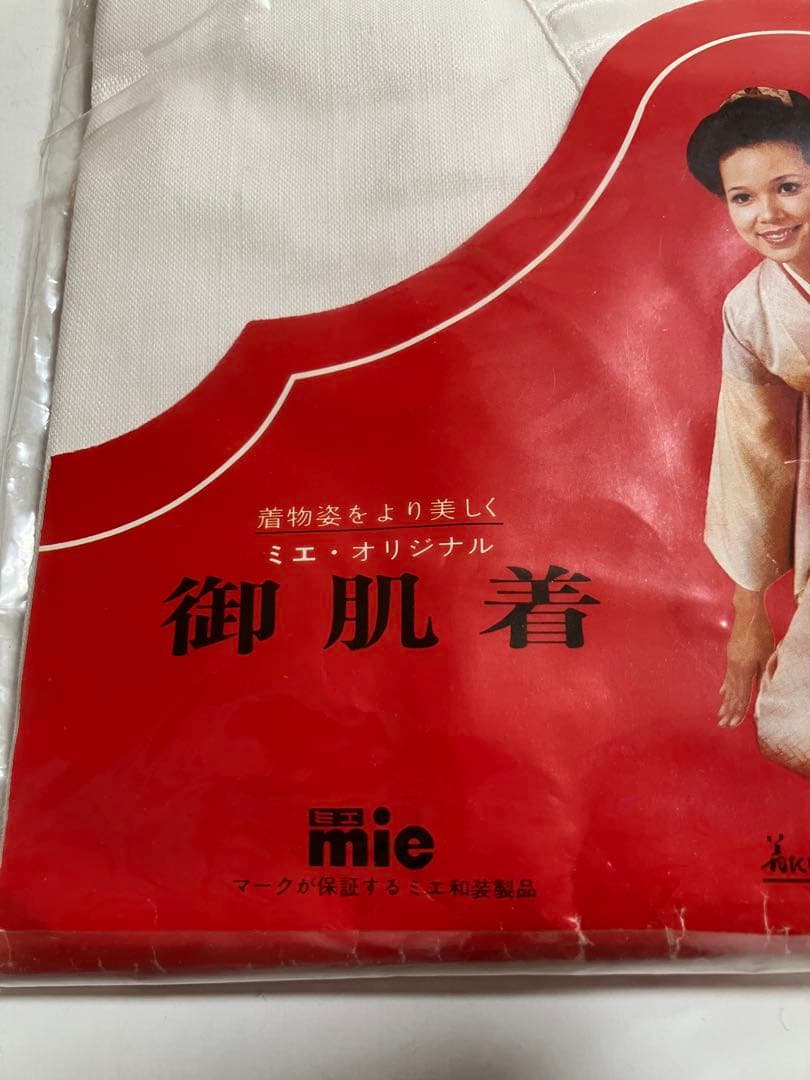 着物姿をより美しく
ミエ・オリジナル
御肌着
ミエ
mie
マークが保証するミエ和装製品